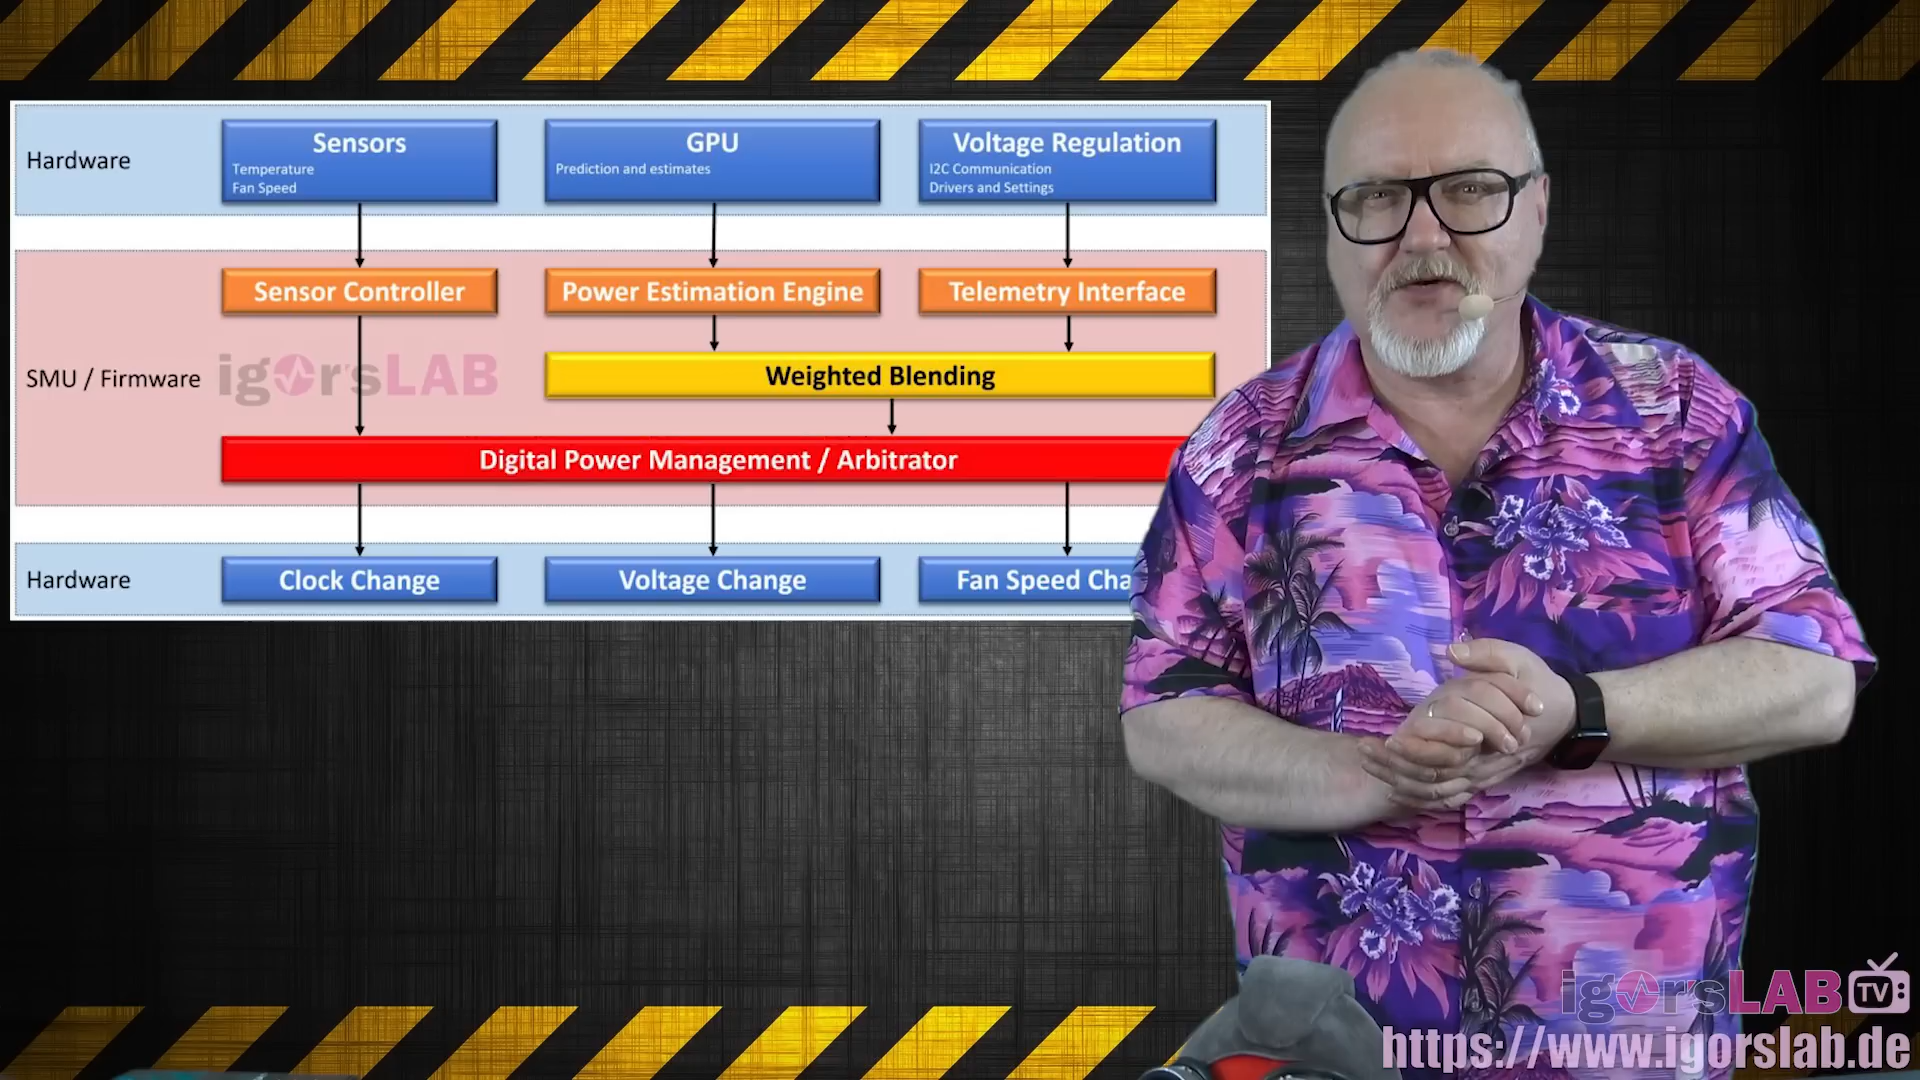 Hardware
Sensors
Temperature
Fan Speed
GPU
Prediction and estimates
Voltage Regulation
I2C Communication
Drivers and Settings
SMU / Firmware
Sensor Controller
Power Estimation Engine
Telemetry Interface
igorsLAB
Weighted Blending
Digital Power Management / Arbitrator
Hardware
Clock Change
Voltage Change
Fan Speed Cha
igorsLAB TV
https://www.igorslab.de